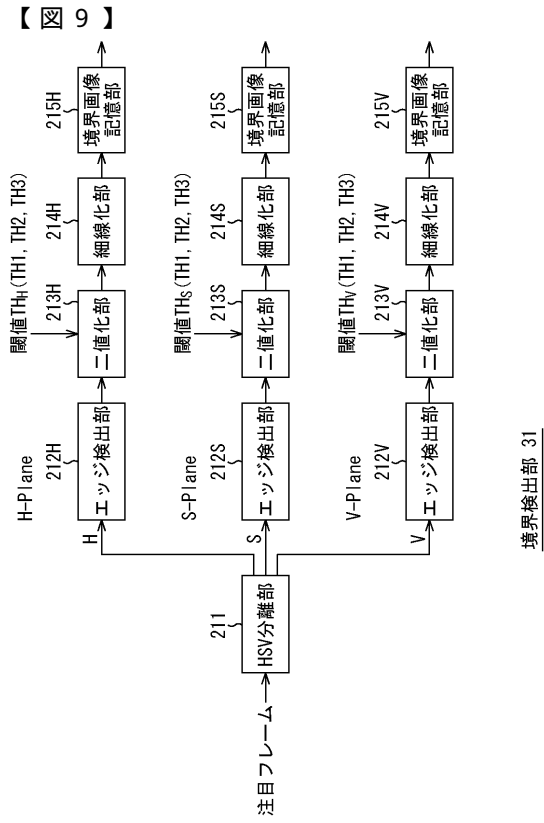 【図9】
注目フレーム
211
HSV分離部
H
S
V
H-Plane
212H
エッジ検出部
閾値THH(TH1, TH2, TH3)
213H
二値化部
214H
細線化部
215H
境界画像
記憶部
S-Plane
212S
エッジ検出部
閾値THS(TH1, TH2, TH3)
213S
二値化部
214S
細線化部
215S
境界画像
記憶部
V-Plane
212V
エッジ検出部
閾値THV(TH1, TH2, TH3)
213V
二値化部
214V
細線化部
215V
境界画像
記憶部
境界検出部 31